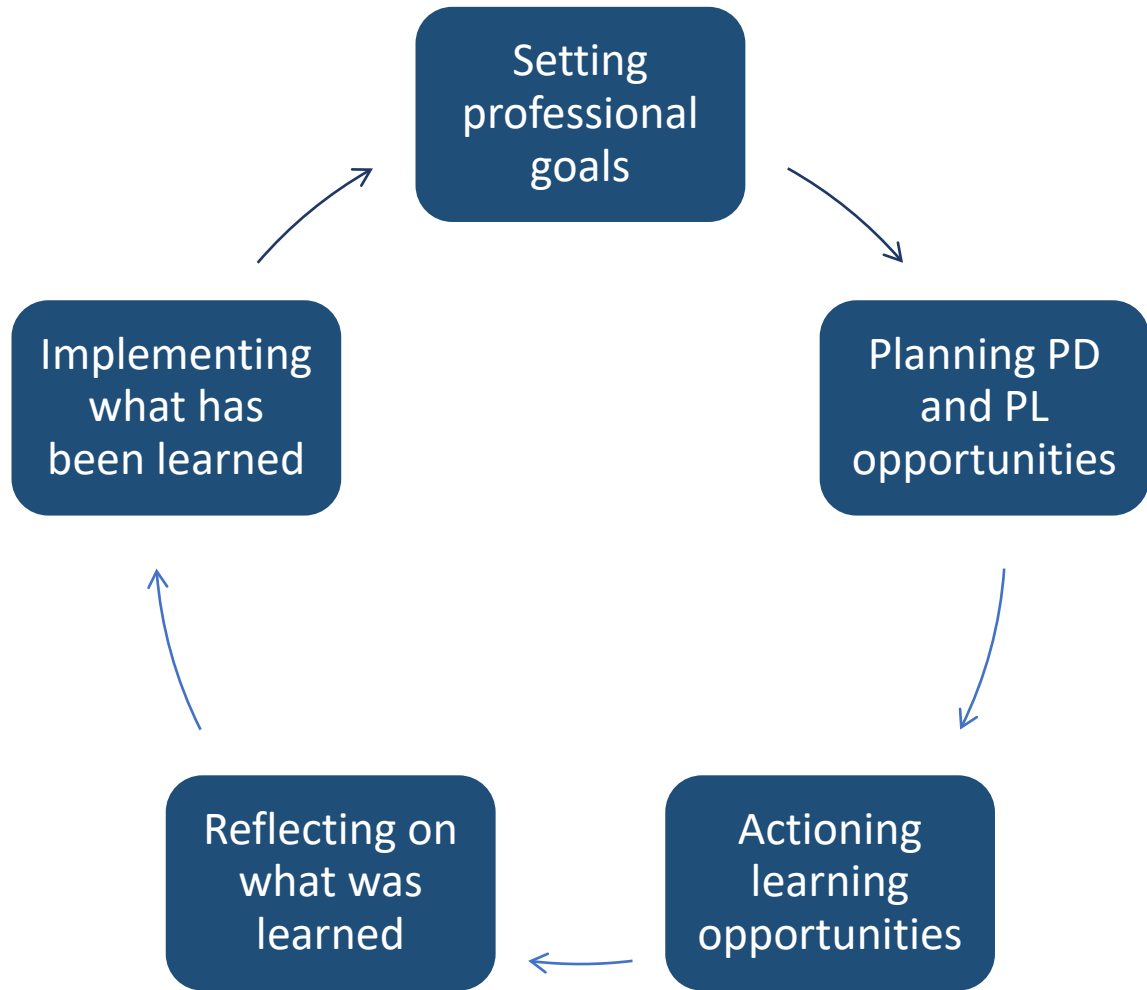 Setting
professional
goals
Planning PD
and PL
opportunities
Actioning
learning
opportunities
Reflecting on
what was
learned
Implementing
what has
been learned